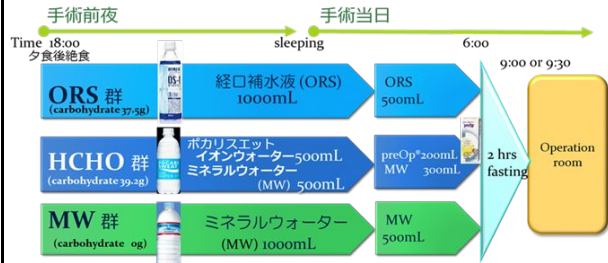 手術前夜
手術当日
Time 18:00
sleeping
6:00
夕食後絶食
9:00 or 9:30
ORS 群
(carbohydrate 37.5g)
OS-1
経口補水液 (ORS)
1000mL
ORS
500mL
HCHO 群
(carbohydrate 39.2g)
ポカリスエット
イオンウォーター500mL
ミネラルウォーター
(MW) 500mL
preOp®200mL
MW 300mL
2 hrs
fasting
Operation
room
MW 群
(carbohydrate 0g)
ミネラルウォーター
(MW) 1000mL
MW
500mL